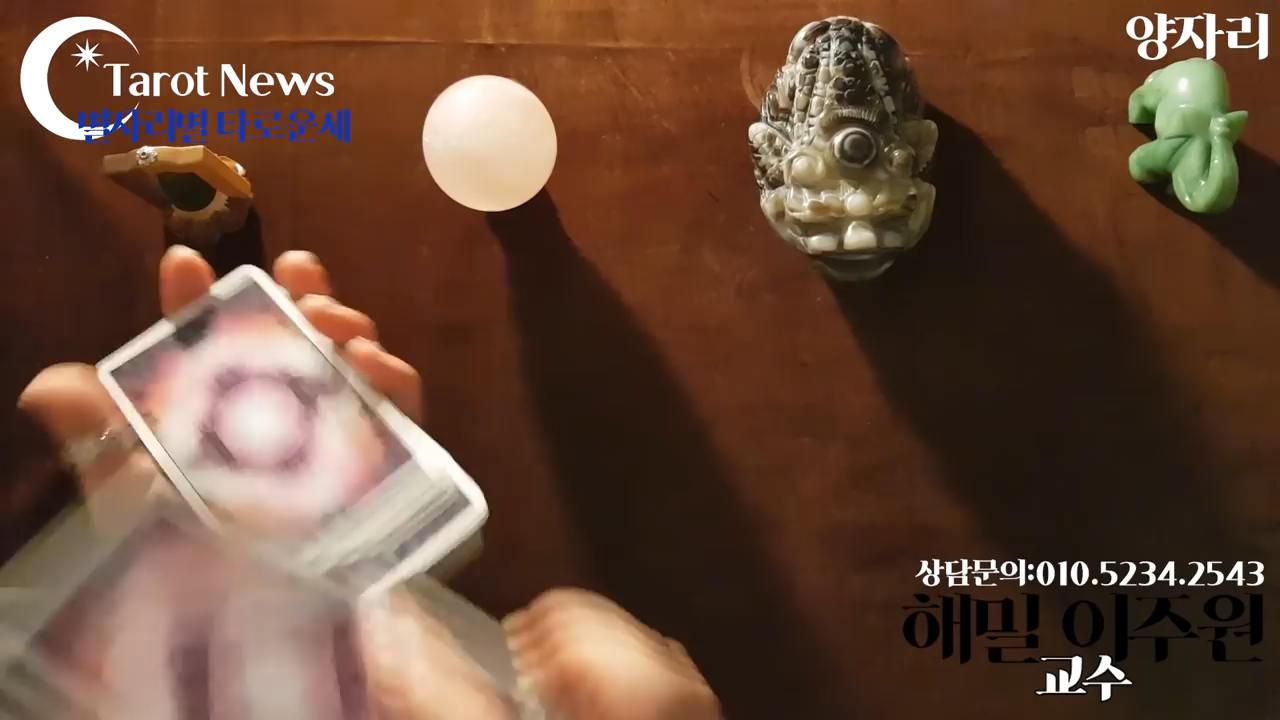 Tarot News
별자리별 타로운세
양자리
상담문의:010.5234.2543
해밀 이주원
교수